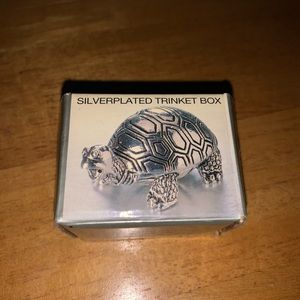 SILVERPLATED TRINKET BOX